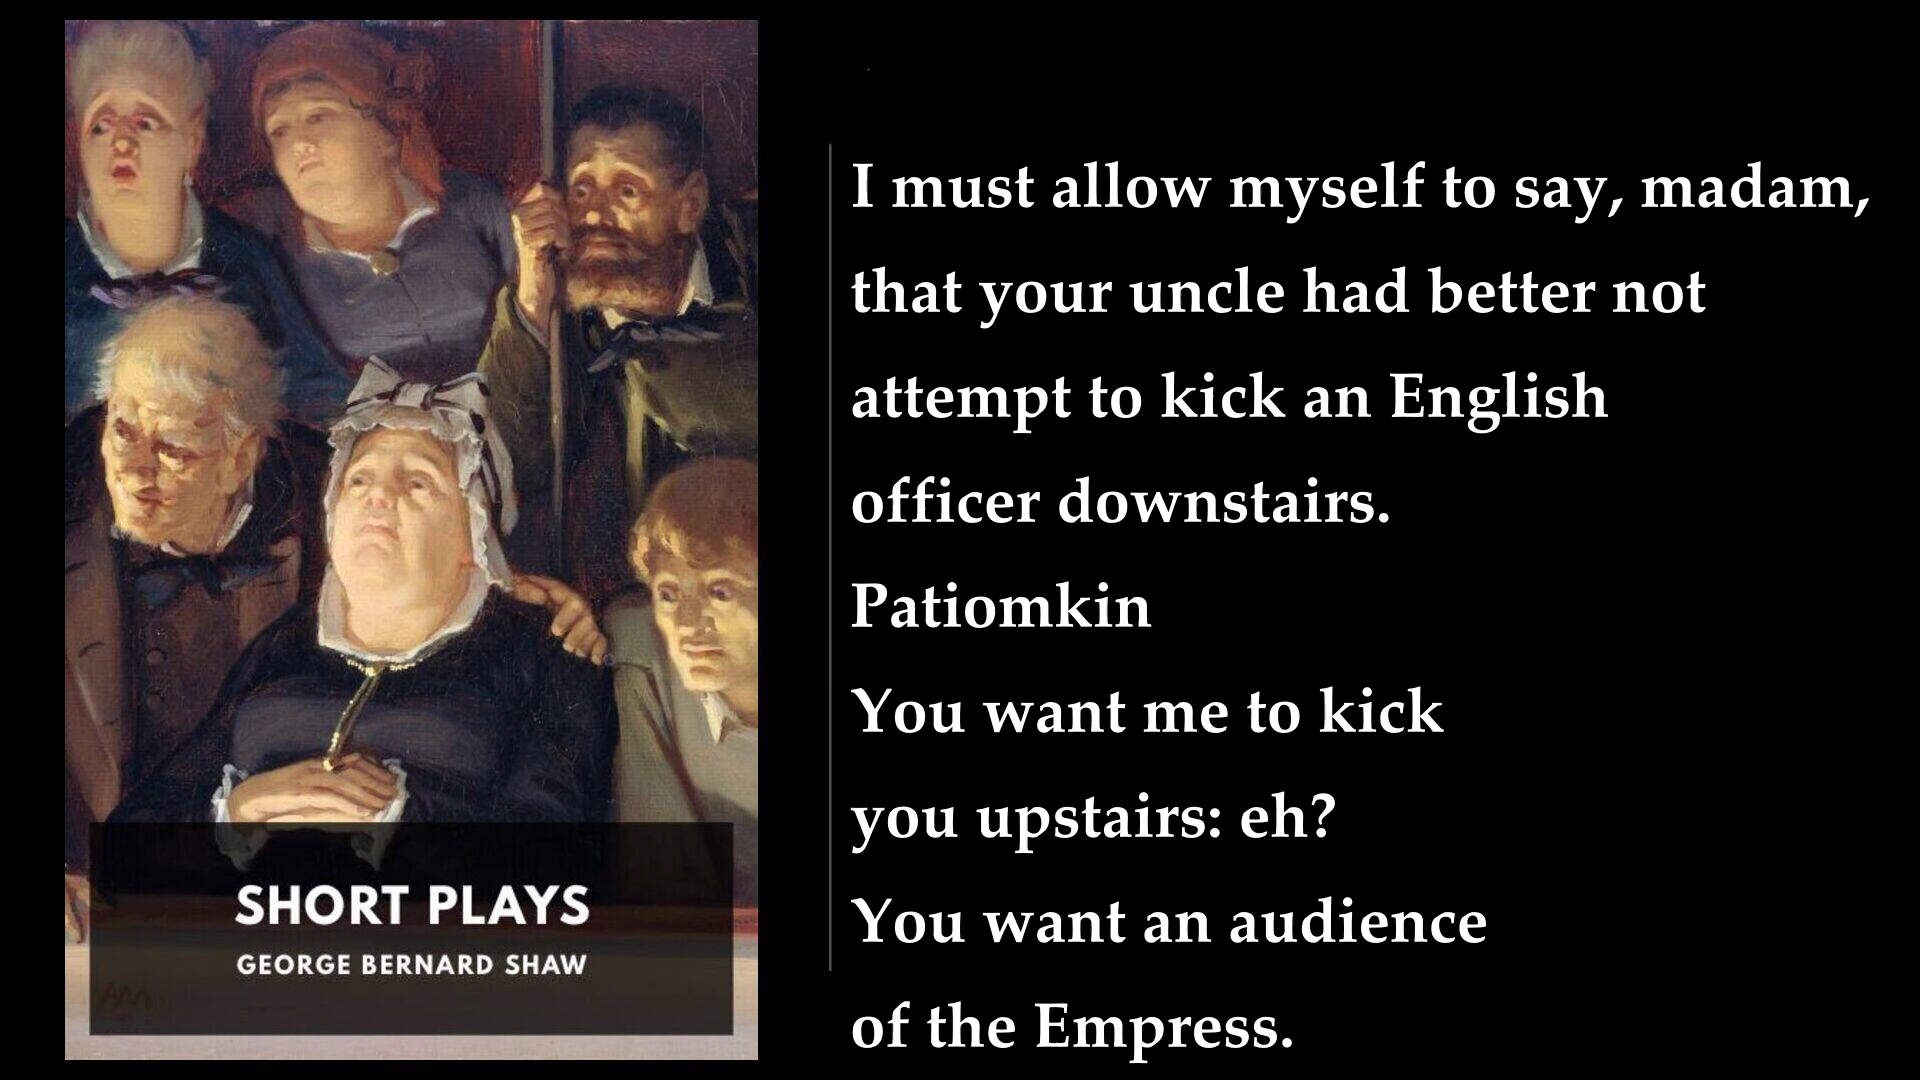 SHORT PLAYS
GEORGE BERNARD SHAW
I must allow myself to say, madam,
that your uncle had better not
attempt to kick an English
officer downstairs.
Patiomkin
You want me to kick
you upstairs: eh?
You want an audience
of the Empress.